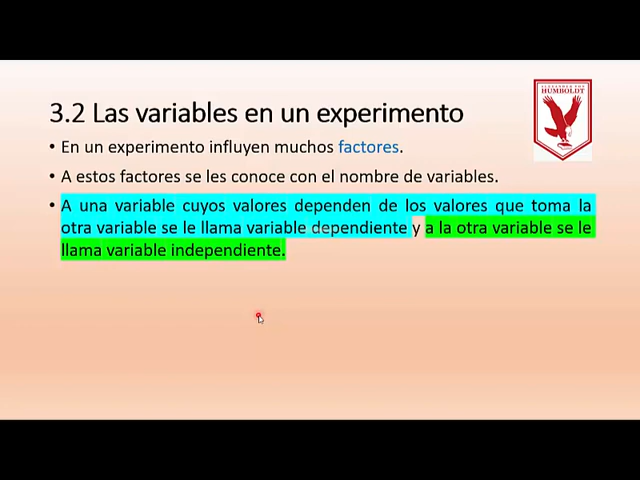 HUMBOLDT
3.2 Las variables en un experimento
• En un experimento influyen muchos factores.
• A estos factores se les conoce con el nombre de variables.
• A una variable cuyos valores dependen de los valores que toma la
otra variable se le llama variable dependiente y a la otra variable se le
llama variable independiente.